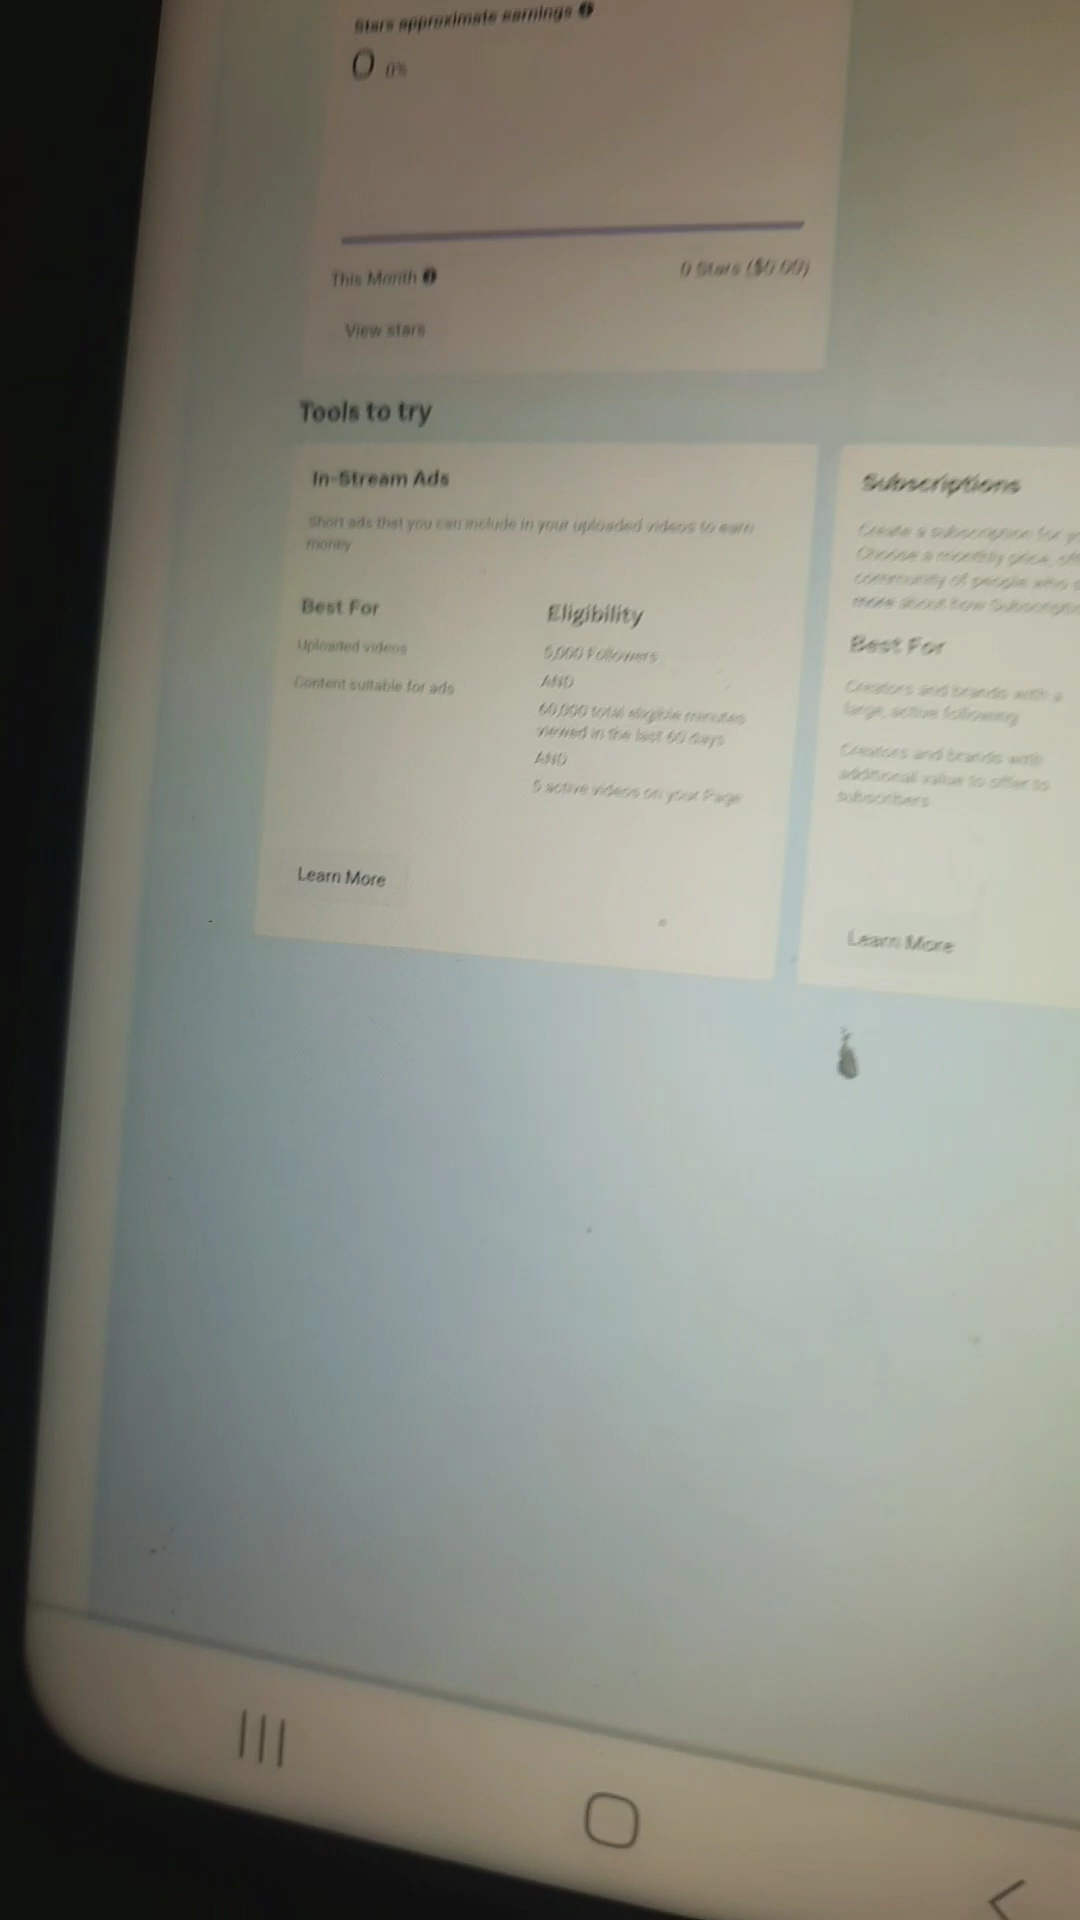 Stars approximate earnings
0 0%
This Month
0 Stars ($0.00)
View stars
Tools to try
In-Stream Ads
Short ads that you can include in your uploaded videos to earn
money
Best For
Uploaded videos
Content suitable for ads
Eligibility
5,000 Followers
AND
60,000 total eligible minutes
viewed in the last 60 days
AND
5 active videos on your Page
Learn More
Subscriptions
Create a subscription for
Choose a monthly price,
community of people who
more about how
Best For
Creators and brands with a
large, active following
Creators and brands with
additional value to offer to
subscribers
Learn More